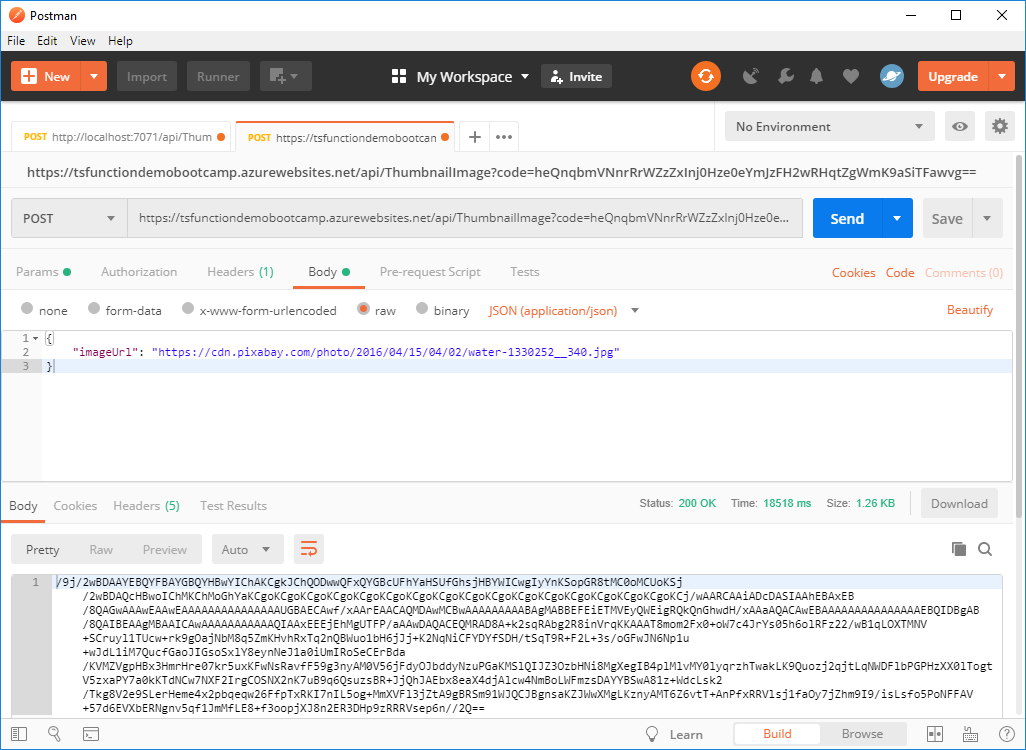 Postman
File Edit View Help
New Import Runner My Workspace Invite Upgrade
POST http://localhost:7071/api/Thum POST https://tsfunctiondemobootcan No Environment
https://tsfunctiondemobootcamp.azurewebsites.net/api/ThumbnailImage?code=heQnqbmVNnrRrWZzZxInj0Hze0eYmJzFH2wRHqtZgWmK9aSiTFawvg==
POST https://tsfunctiondemobootcamp.azurewebsites.net/api/ThumbnailImage?code=heQnqbmVNnrRrWZzZxInj0Hze0e... Send Save
Params Authorization Headers (1) Body Pre-request Script Tests Cookies Code Comments (0)
none form-data x-www-form-urlencoded raw binary JSON (application/json) Beautify
1 {
2 "imageUrl": "https://cdn.pixabay.com/photo/2016/04/15/04/02/water-1330252__340.jpg"
3 }
Body Cookies Headers (5) Test Results Status: 200 OK Time: 18518 ms Size: 1.26 KB Download
Pretty Raw Preview Auto
1 /9j/2wBDAAYEBQYFBAYGBQYHBwYIChAKCgkJChQODwwQFxQYGBcUFhYaHSUfGhsjHBYWICwgIyYnKSopGR8tMC0oMCUoKSj
/2wBDAQcHBwoIChMKChMoGhYaKCgoKCgoKCgoKCgoKCgoKCgoKCgoKCgoKCgoKCgoKCgoKCgoKCgoKCgoKCgoKCgoKCgoKCj/wAARCAAiADcDASIAAhEBAxEB
/8QAGwAAAwEAAwEAAAAAAAAAAAAAAAUGBAECAwf/xAArEAACAQMDAwMCBwAAAAAAAAABAgMABBEFEiETMVEyQWEigRQkQnGhwdH/xAAaAQACAwEBAAAAAAAAAAAAAAAEBQIDBgAB
/8QAIBEAAgMBAAICAwAAAAAAAAAAAQIAAxEEEjEhMgUTFP/aAAwDAQACEQMRAD8A+k2sqRAbg2R8inVrqKKAAAT8mom2Fx0+oW7c4JrYs05h6olRFz22/wB1qLOXTMNV
+SCruyl1TUcw+rk9gOajNbM8q5ZmKHvhRxTq2nQBWuo1bH6jJj+K2NqNiCFYDYfSDH/tSqT9R+F2L+3s/oGFwJN6Np1u
+wJdL1iM7QucfGaoJIGsoSxlY8eynNeJ1a0iUmIRoSeCErBda
/KVMZVgpHBx3HmrHre07kr5uxKFwNsRavfF59g3nyAM0V56jFdyOJbddyNzuPGaKMSlQIJZ3OzbHNi8MgXegIB4plMlvMY0lyqrzhTwakLK9Quozj2qjtLqNWDFlbPGPHzXX0lTogt
V5zxaPY7a0kKTdNCw7NXF2IrgCOSNX2nK7uB9q6QsuzsBR+JjQhJAEbx8eaX4djAlcw4NmBoLWFmzsDAYYBSwA81z+WdcLsk2
/Tkg8V2e9SLerHeme4x2pbqeqw26FfpTxRKI7nIL5og+MmXVFl3jZtA9gBRSm91WJQCJBgnsaKZJWwXMgLKznyAMT6Z6vtT+AnPfxRRVlsj1faOy7jZhm9I9/isLsfo5PoNFFAV
+57d6EVXbERNgnv5qf1JmMfLE8+f3oopjXJ8n2ER3DHp9zRRRVsep6n//2Q==
Learn Build Browse